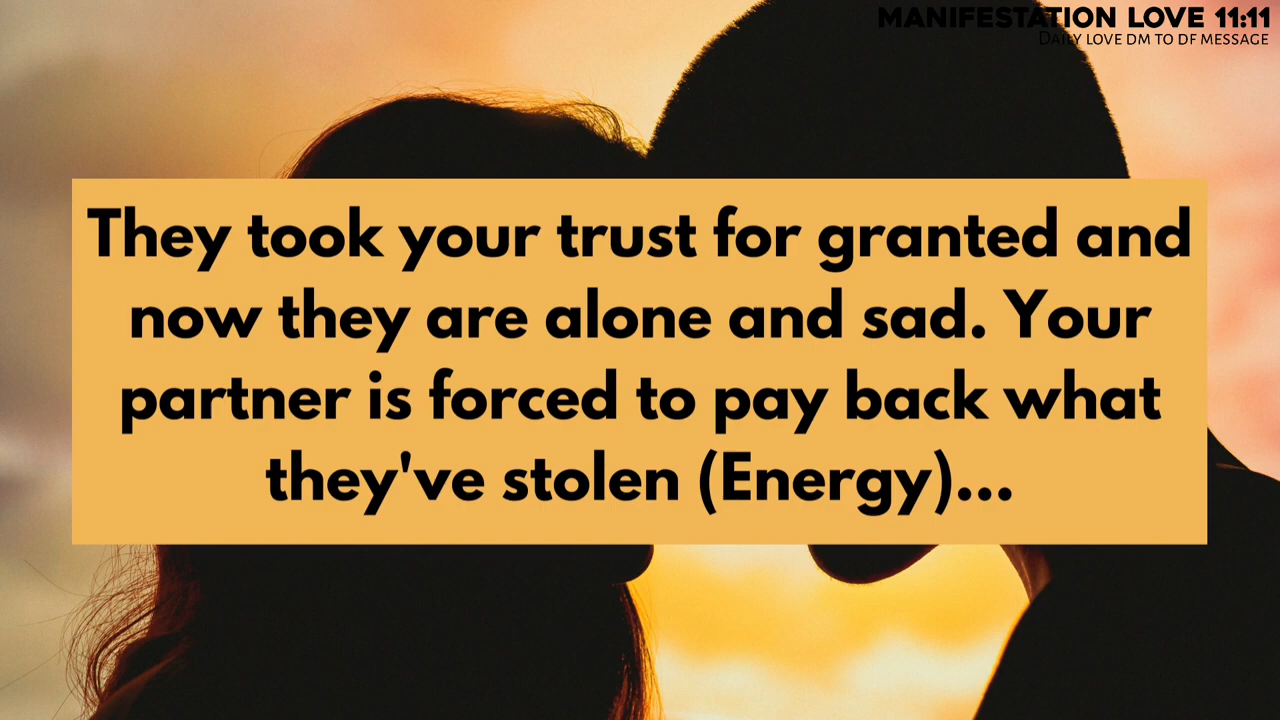 MANIFESTATION LOVE 11:11
DAILY LOVE DM TO DF MESSAGE
They took your trust for granted and
now they are alone and sad. Your
partner is forced to pay back what
they've stolen (Energy)...